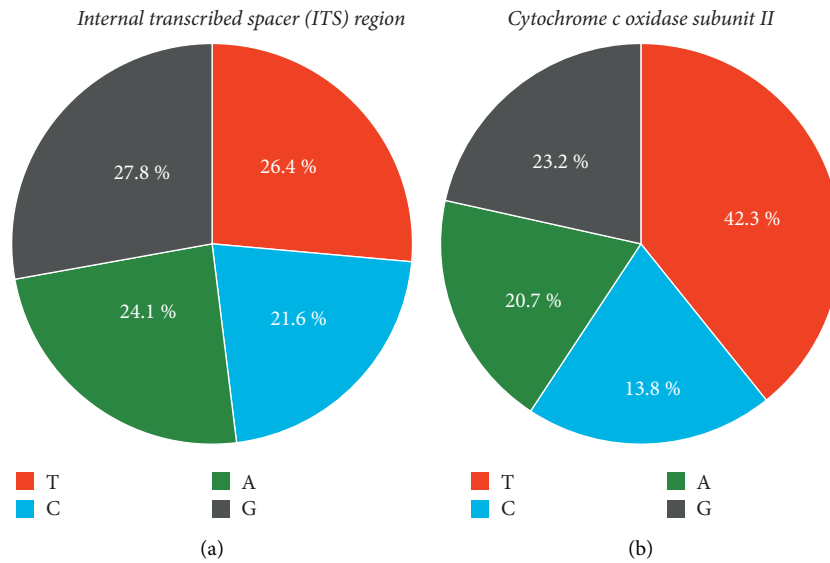 Internal transcribed spacer (ITS) region
27.8 %
26.4 %
24.1 %
21.6 %
T
A
C
G
(a)
Cytochrome c oxidase subunit II
23.2 %
42.3 %
20.7 %
13.8 %
T
A
C
G
(b)